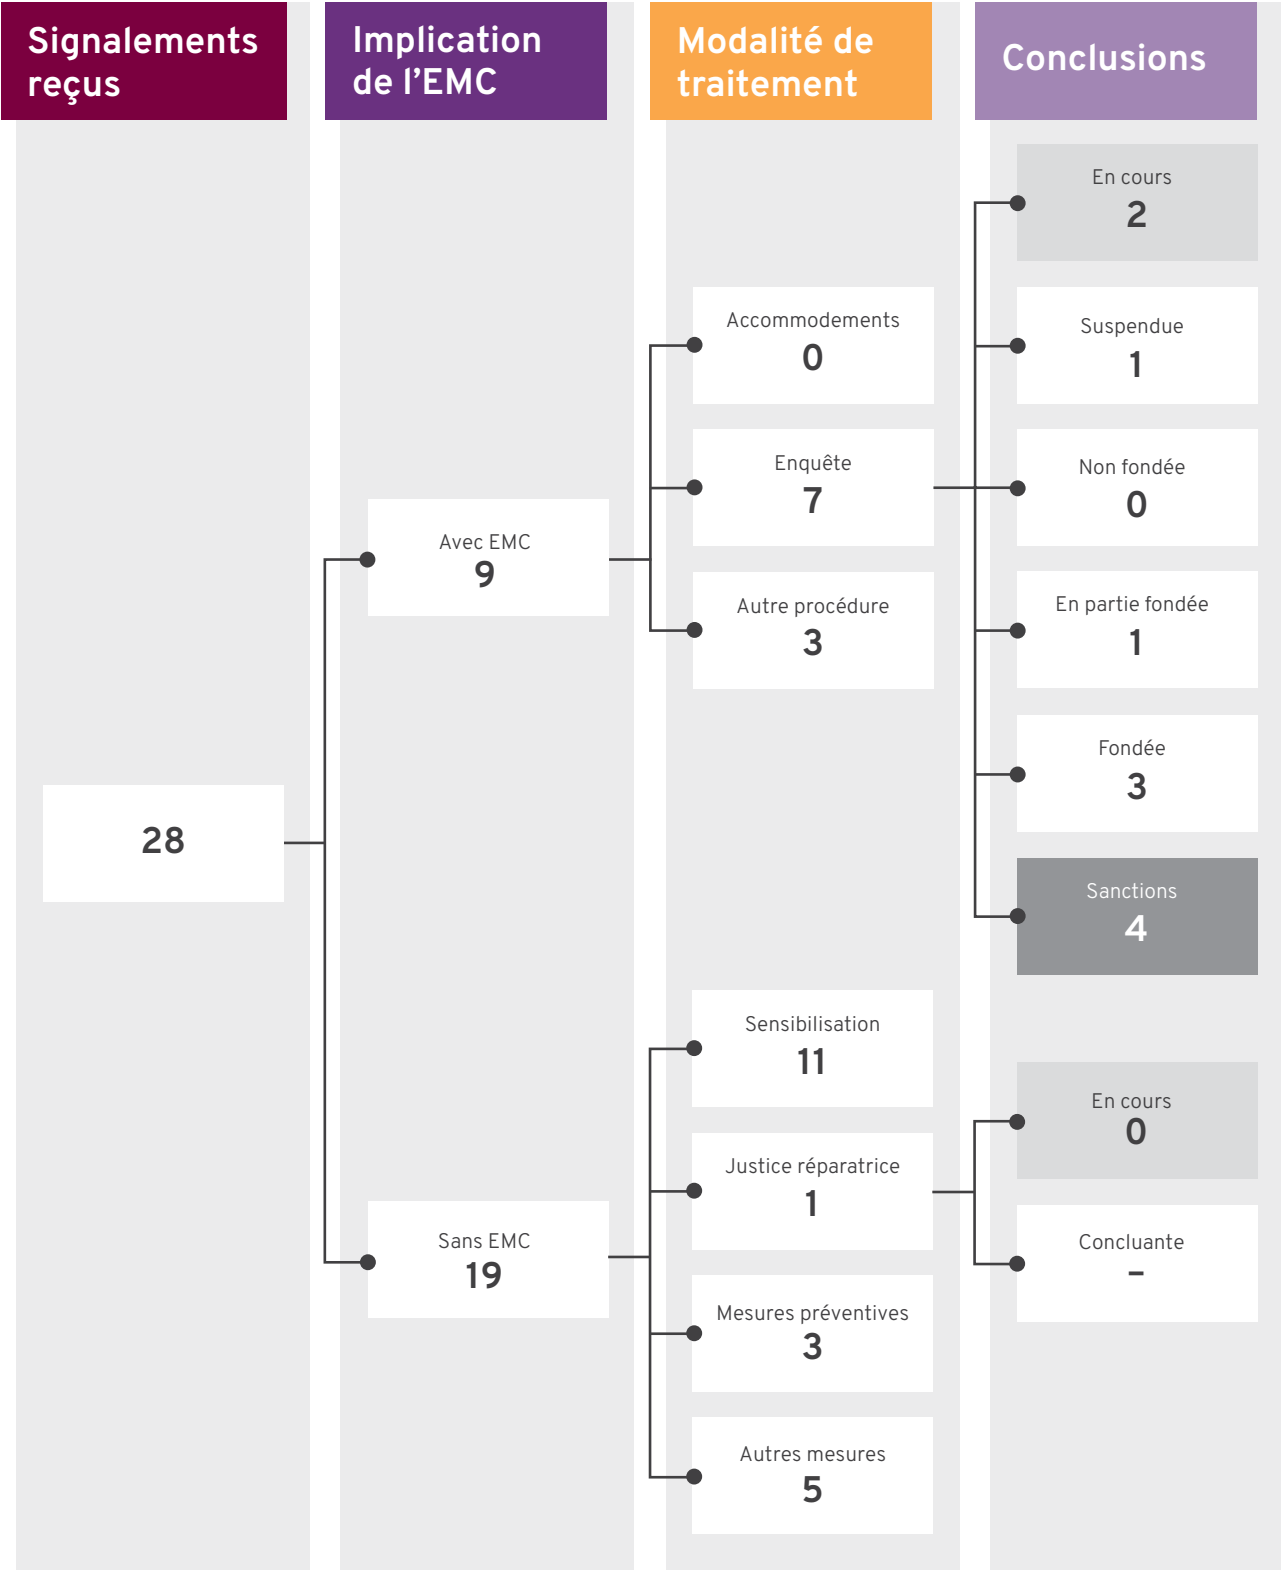 Signalements
reçus
Implication
de l’EMC
Modalité de
traitement
Conclusions
28
Avec EMC
9
Sans EMC
19
Accommodements
0
Enquête
7
Autre procédure
3
Sensibilisation
11
Justice réparatrice
1
Mesures préventives
3
Autres mesures
5
En cours
2
Suspendue
1
Non fondée
0
En partie fondée
1
Fondée
3
Sanctions
4
En cours
0
Concluante
–